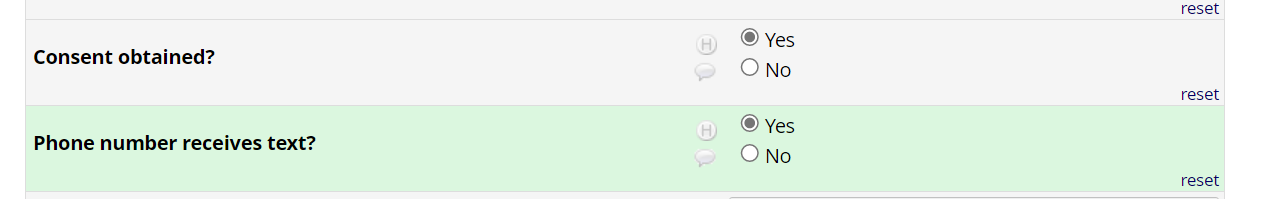 reset
Consent obtained?
H
Yes
No
reset
Phone number receives text?
H
Yes
No
reset